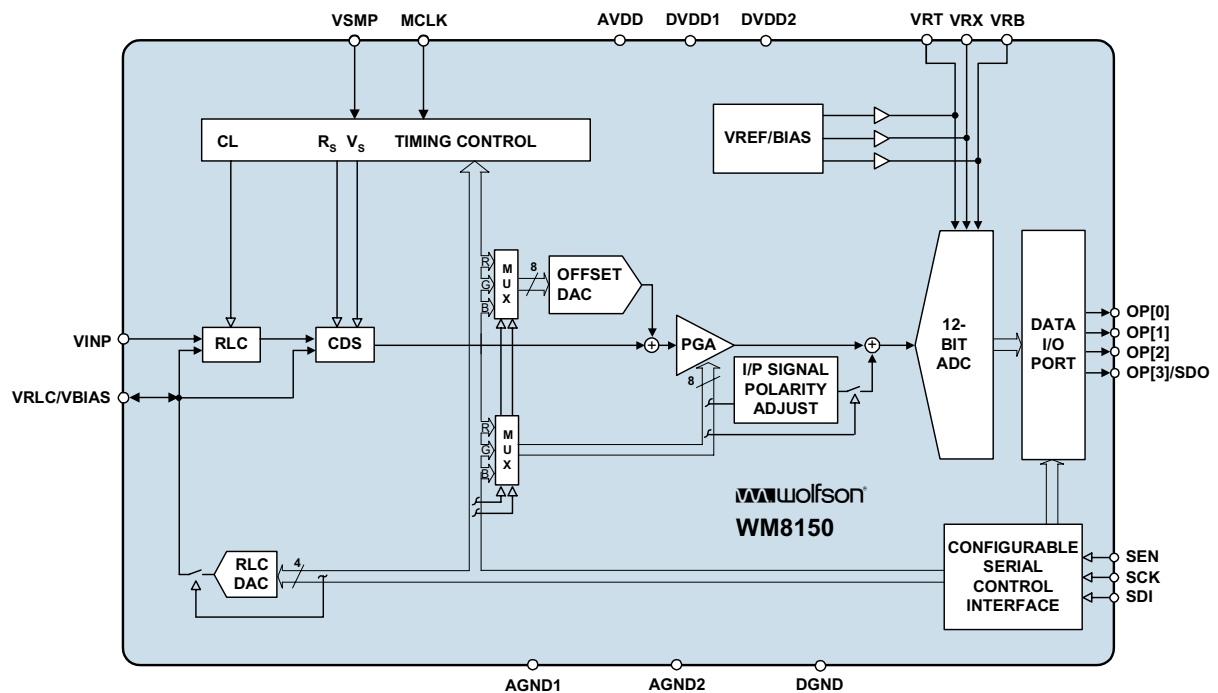 VSMP MCLK AVDD DVDD1 DVDD2 VRT VRX VRB
CL RS VS TIMING CONTROL
VREF/BIAS
R
G
B
MUX
8
OFFSET
DAC
VINP
RLC
CDS
PGA
8
I/P SIGNAL
POLARITY
ADJUST
12-
BIT
ADC
DATA
I/O
PORT
OP[0]
OP[1]
OP[2]
OP[3]/SDO
VRLC/VBIAS
R
G
B
MUX
wolfson®
WM8150
RLC
DAC
4
CONFIGURABLE
SERIAL
CONTROL
INTERFACE
SEN
SCK
SDI
AGND1 AGND2 DGND